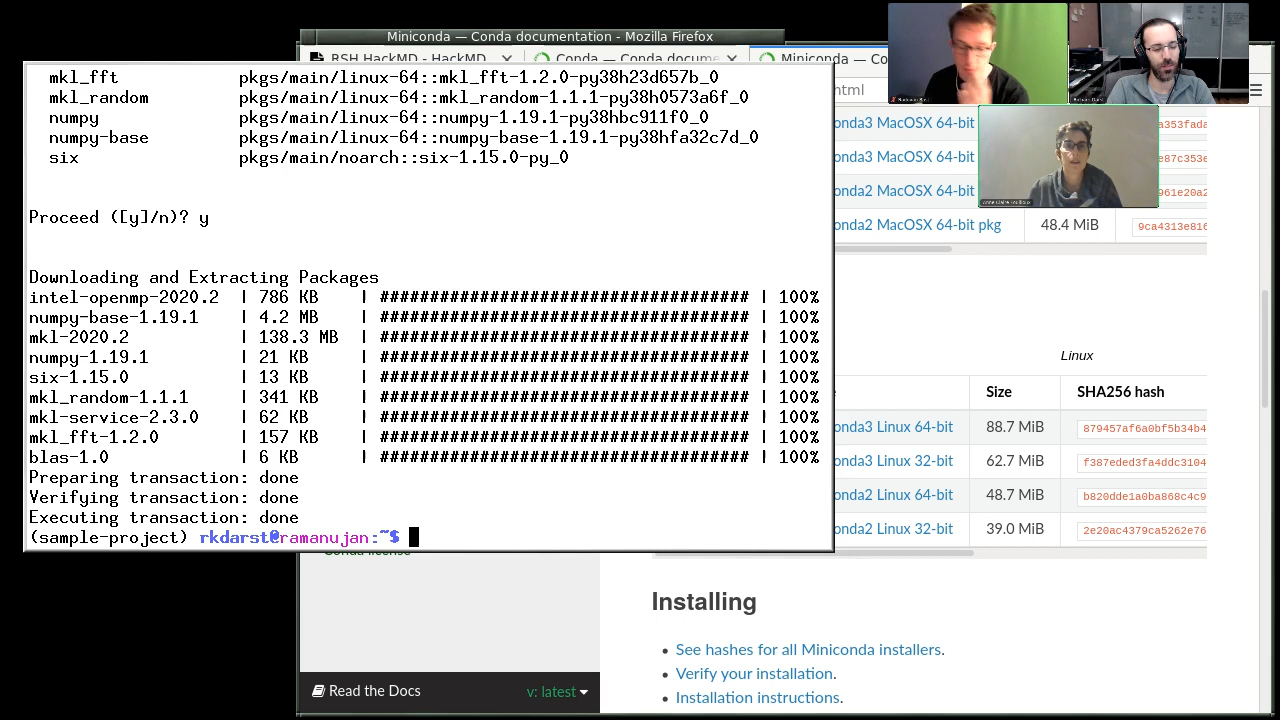 Miniconda — Conda documentation - Mozilla Firefox
RSH HackMD - HackMD
Conda — Conda docume
Miniconda — Co
html
mkl_fft pkgs/main/linux-64::mkl_fft-1.2.0-py38h23d657b_0
mkl_random pkgs/main/linux-64::mkl_random-1.1.1-py38h0573a6f_0
numpy pkgs/main/linux-64::numpy-1.19.1-py38hbc911f0_0
numpy-base pkgs/main/linux-64::numpy-base-1.19.1-py38hfa32c7d_0
six pkgs/main/noarch::six-1.15.0-py_0
Proceed ([y]/n)? y
Downloading and Extracting Packages
intel-openmp-2020.2 | 786 KB | ##################################### | 100%
numpy-base-1.19.1 | 4.2 MB | ##################################### | 100%
mkl-2020.2 | 138.3 MB | ##################################### | 100%
numpy-1.19.1 | 21 KB | ##################################### | 100%
six-1.15.0 | 13 KB | ##################################### | 100%
mkl_random-1.1.1 | 341 KB | ##################################### | 100%
mkl-service-2.3.0 | 62 KB | ##################################### | 100%
mkl_fft-1.2.0 | 157 KB | ##################################### | 100%
blas-1.0 | 6 KB | ##################################### | 100%
Preparing transaction: done
Verifying transaction: done
Executing transaction: done
(sample-project) rkdarst@ramanujan:~$
onda3 MacOSX 64-bit a353fada
onda3 MacOSX 64-bit e87c353e
onda2 MacOSX 64-bit 961e20a2
onda2 MacOSX 64-bit pkg 48.4 MiB 9ca4313e816
Linux
Size SHA256 hash
onda3 Linux 64-bit 88.7 MiB 879457af6a0bf5b34b4
onda3 Linux 32-bit 62.7 MiB f387eded3fa4ddc3104
onda2 Linux 64-bit 48.7 MiB b820dde1a0ba868c4c9
onda2 Linux 32-bit 39.0 MiB 2e20ac4379ca5262e76
Conda license
Installing
See hashes for all Miniconda installers.
Verify your installation.
Installation instructions.
Read the Docs v: latest